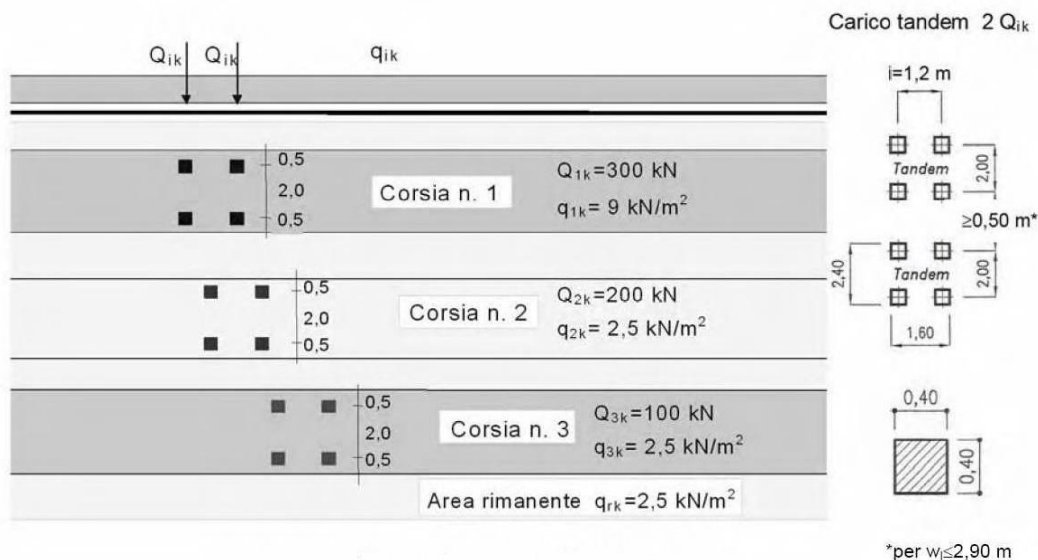 Carico tandem 2 Qik
Qik Qik qik
i=1,2 m
0,5
2,0
0,5
Corsia n. 1
Q1k=300 kN
q1k= 9 kN/m²
Tandem
2,00
≥0,50 m*
0,5
2,0
0,5
Corsia n. 2
Q2k=200 kN
q2k= 2,5 kN/m²
2,40
Tandem
2,00
1,60
0,5
2,0
0,5
Corsia n. 3
Q3k=100 kN
q3k= 2,5 kN/m²
0,40
0,40
Area rimanente qrk=2,5 kN/m²
*per wl≤2,90 m